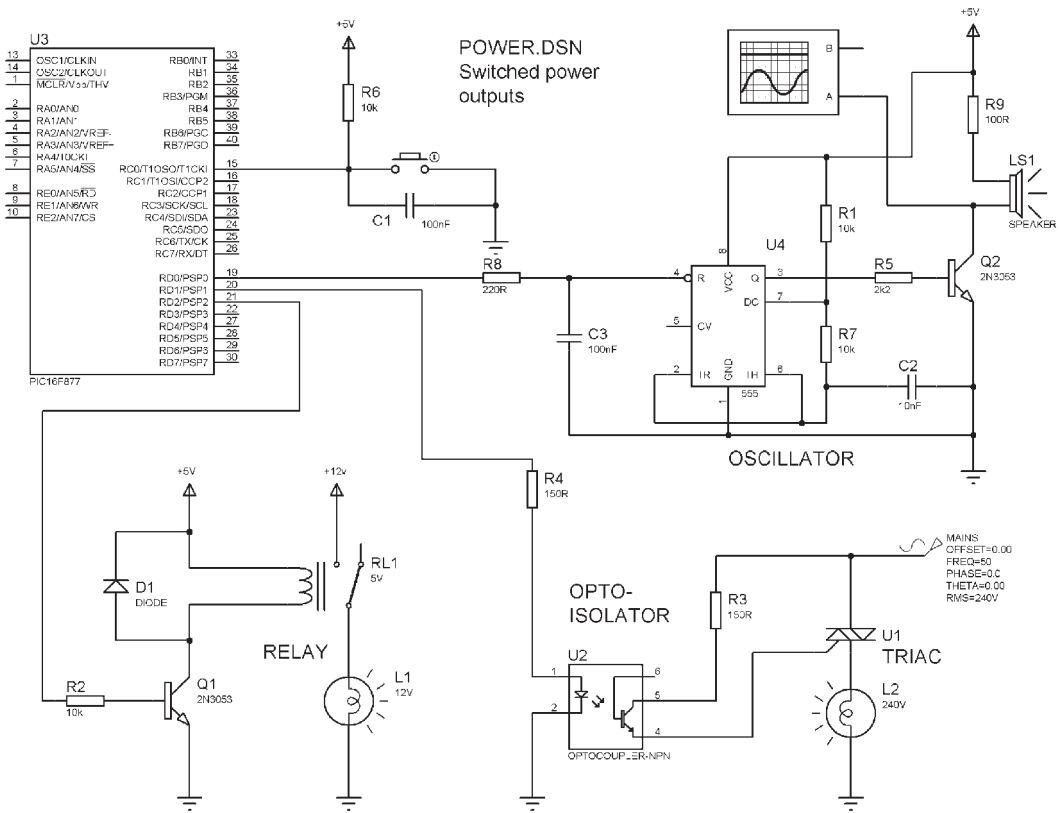 U3
13 OSC1/CLKIN RB0/INT 33
14 OSC2/CLKOUT RB1 34
1 MCLR/Vpp/THV RB2 35
RB3/PGM 36
2 RA0/AN0 RB4 37
3 RA1/AN1 RB5 38
4 RA2/AN2/VREF- RB6/PGC 39
5 RA3/AN3/VREF+ RB7/PGD 40
6 RA4/T0CKI
7 RA5/AN4/SS RC0/T1OSO/T1CKI 15
RC1/T1OSI/CCP2 16
8 RE0/AN5/RD RC2/CCP1 17
9 RE1/AN6/WR RC3/SCK/SCL 18
10 RE2/AN7/CS RC4/SDI/SDA 23
RC5/SDO 24
RC6/TX/CK 25
RC7/RX/DT 26
RD0/PSP0 19
RD1/PSP1 20
RD2/PSP2 21
RD3/PSP3 22
RD4/PSP4 27
RD5/PSP5 28
RD6/PSP6 29
RD7/PSP7 30
PIC16F877
+5V
R6
10k
C1
100nF
POWER.DSN
Switched power
outputs
B
A
+5V
R9
100R
LS1
SPEAKER
R8
220R
C3
100nF
U4
8
VCC
4 R Q 3
DC 7
5 CV
2 TR TH 6
GND
1
555
R1
10k
R7
10k
R5
2k2
Q2
2N3053
C2
10nF
OSCILLATOR
+5V
+12v
D1
DIODE
RL1
5V
RELAY
R2
10k
Q1
2N3053
L1
12V
R4
150R
OPTO-
ISOLATOR
U2
1
2
6
5
4
OPTOCOUPLER-NPN
R3
150R
MAINS
OFFSET=0.00
FREQ=50
PHASE=0.0
THETA=0.00
RMS=240V
U1
TRIAC
L2
240V